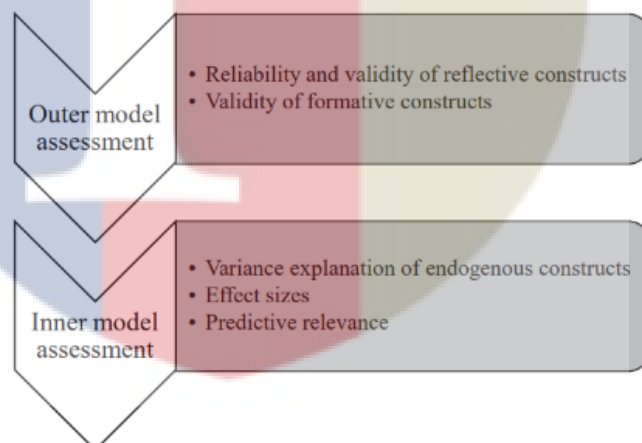 Outer model
assessment
• Reliability and validity of reflective constructs
• Validity of formative constructs
Inner model
assessment
• Variance explanation of endogenous constructs
• Effect sizes
• Predictive relevance